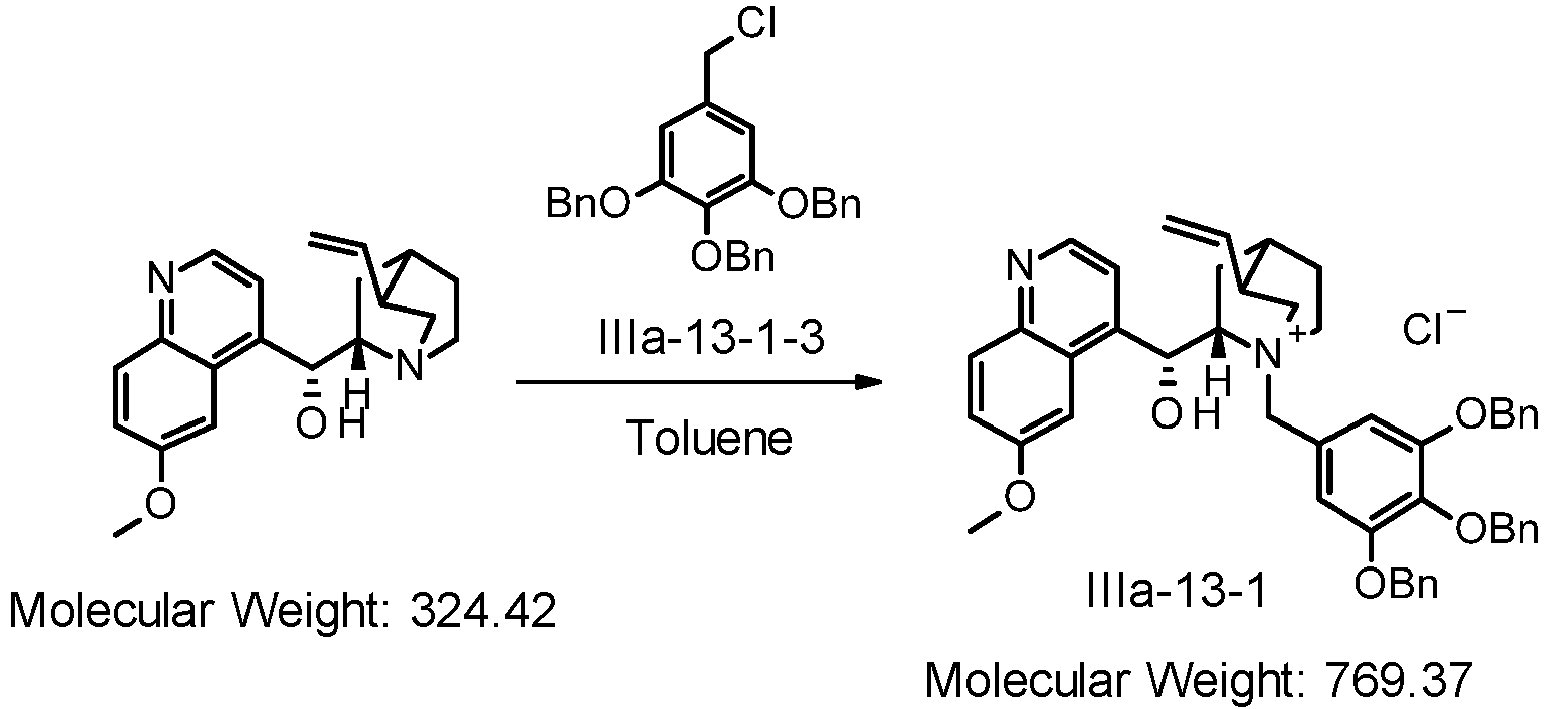 Cl
BnO
OBn
OBn
IIIa-13-1-3
Toluene
N
N
H
OH
O
Molecular Weight: 324.42
N
N+
H
OH
O
Cl−
OBn
OBn
OBn
IIIa-13-1
Molecular Weight: 769.37